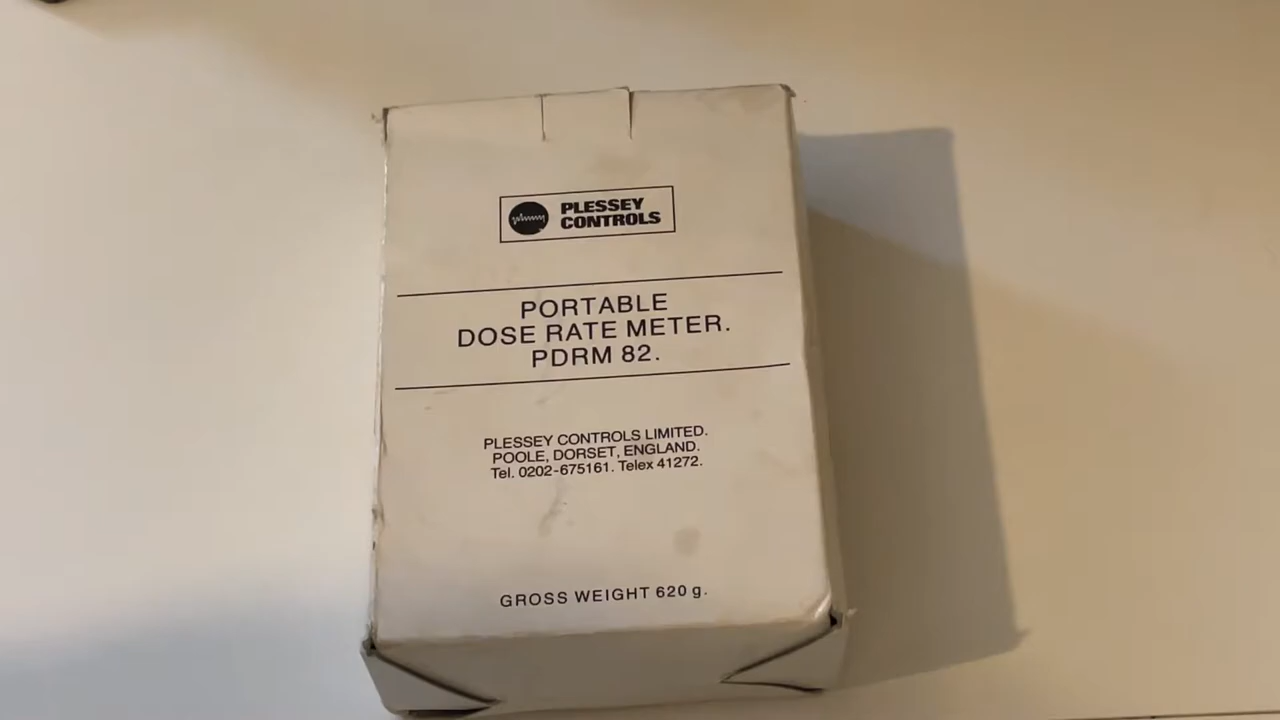 PLESSEY
CONTROLS
PORTABLE
DOSE RATE METER.
PDRM 82.
PLESSEY CONTROLS LIMITED.
POOLE, DORSET, ENGLAND.
Tel. 0202-675161. Telex 41272.
GROSS WEIGHT 620 g.